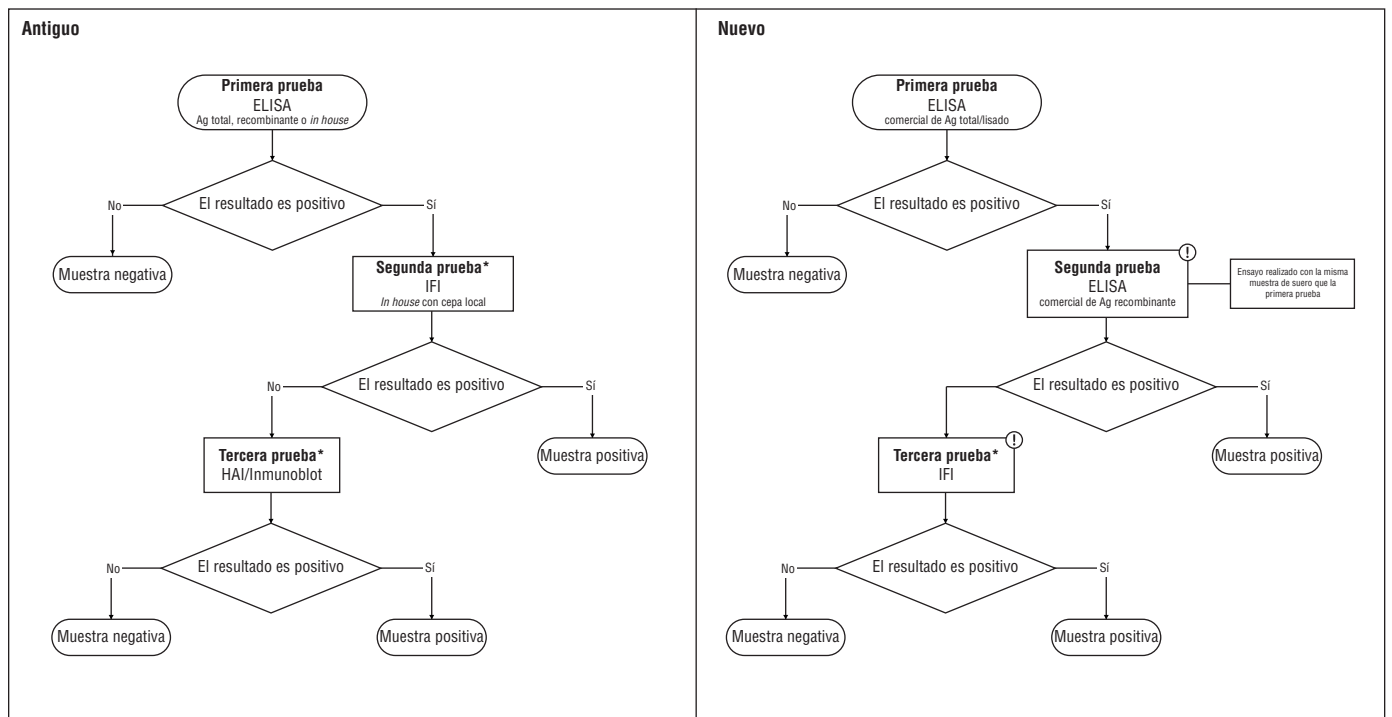 Antiguo
Primera prueba
ELISA
Ag total, recombinante o in house
El resultado es positivo
No
Sí
Muestra negativa
Segunda prueba*
IFI
In house con cepa local
El resultado es positivo
No
Sí
Tercera prueba*
HAI/Inmunoblot
Muestra positiva
El resultado es positivo
No
Sí
Muestra negativa
Muestra positiva
Nuevo
Primera prueba
ELISA
comercial de Ag total/lisado
El resultado es positivo
No
Sí
Muestra negativa
!
Segunda prueba
ELISA
comercial de Ag recombinante
Ensayo realizado con la misma
muestra de suero que la
primera prueba
El resultado es positivo
Sí
!
Tercera prueba*
IFI
Muestra positiva
El resultado es positivo
No
Sí
Muestra negativa
Muestra positiva